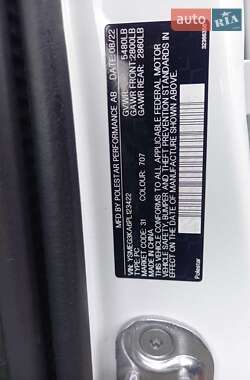 MFD BY POLESTAR PERFORMANCE AB DATE: 08/22
GVWR: 5480LB
GAWR FRONT: 2800LB
GAWR REAR: 2860LB
THIS VEHICLE CONFORMS TO ALL APPLICABLE FEDERAL MOTOR
VEHICLE SAFETY, BUMPER AND THEFT PREVENTION STANDARDS IN
EFFECT ON THE DATE OF MANUFACTURE SHOWN ABOVE.
MADE IN CHINA
MARKET CODE: 31 COLOUR: 707
TYPE: PC
Polestar
auto
RIA